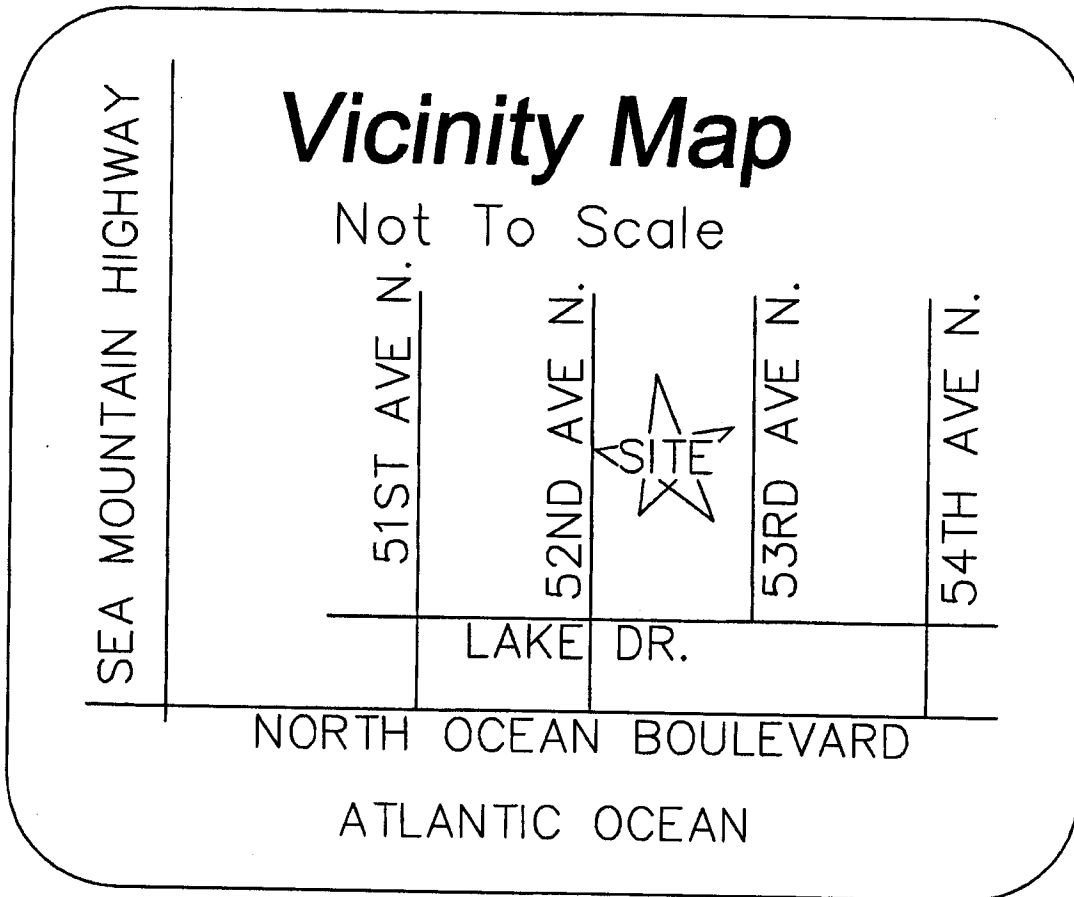 Vicinity Map
Not To Scale
SEA MOUNTAIN HIGHWAY
51ST AVE N.
52ND AVE N.
SITE
53RD AVE N.
54TH AVE N.
LAKE DR.
NORTH OCEAN BOULEVARD
ATLANTIC OCEAN